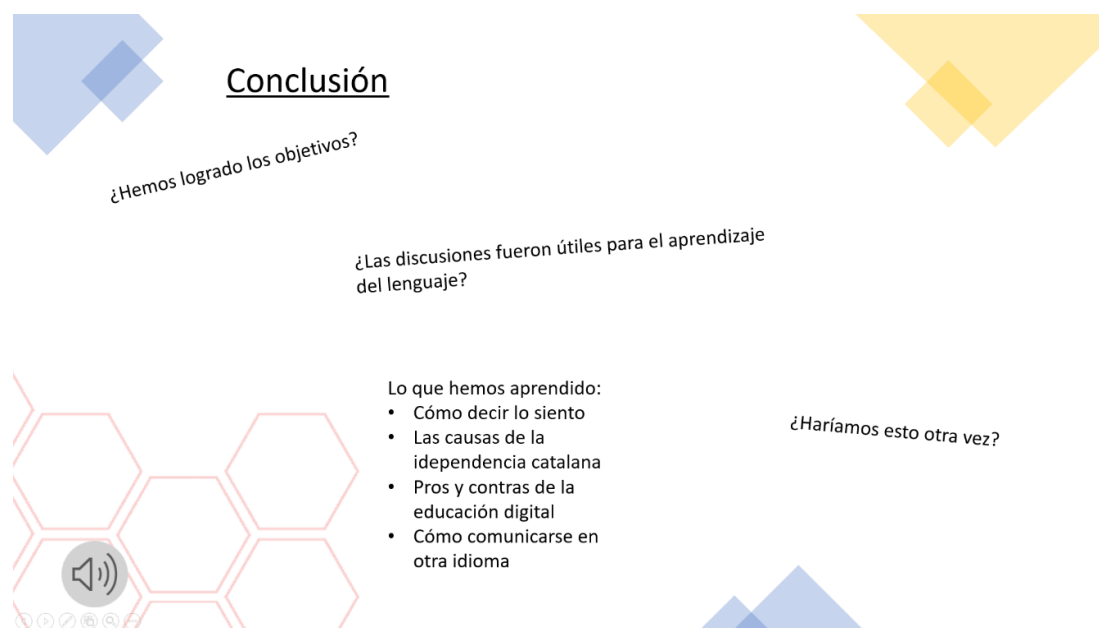 Conclusión
¿Hemos logrado los objetivos?
¿Las discusiones fueron útiles para el aprendizaje
del lenguaje?
Lo que hemos aprendido:
• Cómo decir lo siento
• Las causas de la
idependencia catalana
• Pros y contras de la
educación digital
• Cómo comunicarse en
otra idioma
¿Haríamos esto otra vez?